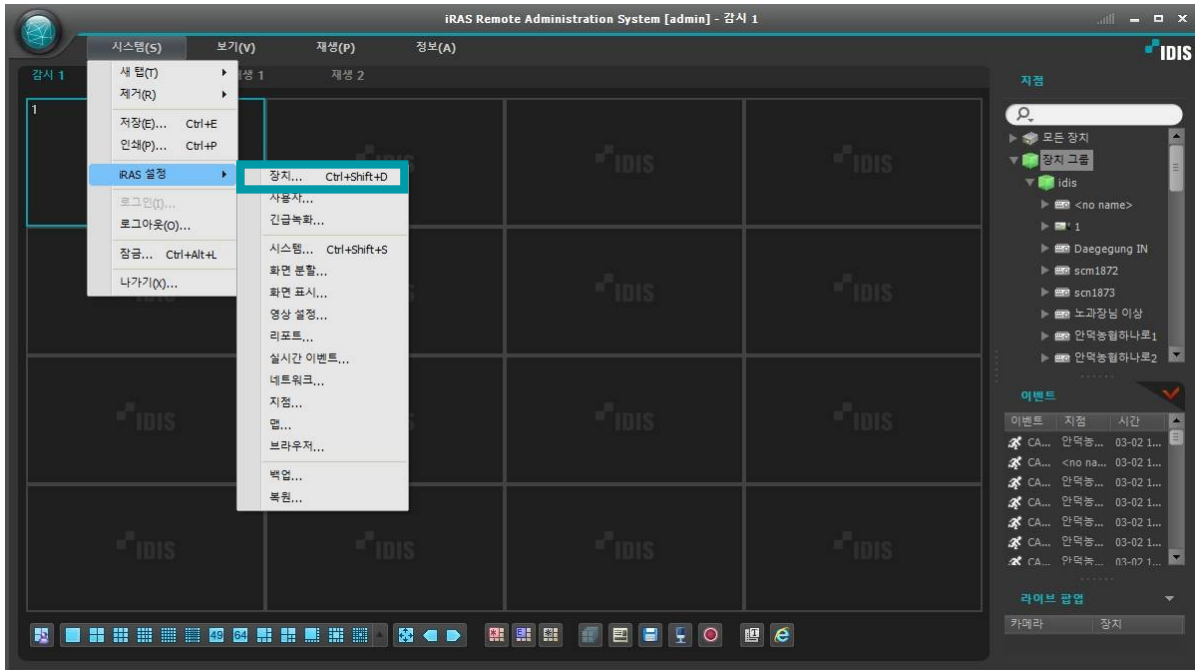 iRAS Remote Administration System [admin] - 감시 1
시스템(S) 보기(V) 재생(P) 정보(A)
IDIS
감시 1 재생 1 재생 2
새 탭(T)
제거(R)
저장(E)... Ctrl+E
인쇄(P)... Ctrl+P
iRAS 설정
로그인(I)...
로그아웃(O)...
잠금... Ctrl+Alt+L
나가기(X)...
장치... Ctrl+Shift+D
사용자...
긴급녹화...
시스템... Ctrl+Shift+S
화면 분할...
화면 표시...
영상 설정...
리포트...
실시간 이벤트...
네트워크...
지점...
맵...
브라우저...
백업...
복원...
1
IDIS IDIS
IDIS IDIS
IDIS IDIS IDIS
IDIS IDIS IDIS IDIS
49 64
지점
모든 장치
장치 그룹
idis
<no name>
1
Daegegung IN
scm1872
scn1873
노과장님 이상
안덕농협하나로1
안덕농협하나로2
이벤트
이벤트 지점 시간
CA... 안덕농... 03-02 1...
CA... <no na... 03-02 1...
CA... 안덕농... 03-02 1...
CA... 안덕농... 03-02 1...
CA... 안덕농... 03-02 1...
CA... 안덕농... 03-02 1...
CA... 안덕농... 03-02 1...
라이브 팝업
카메라 장치